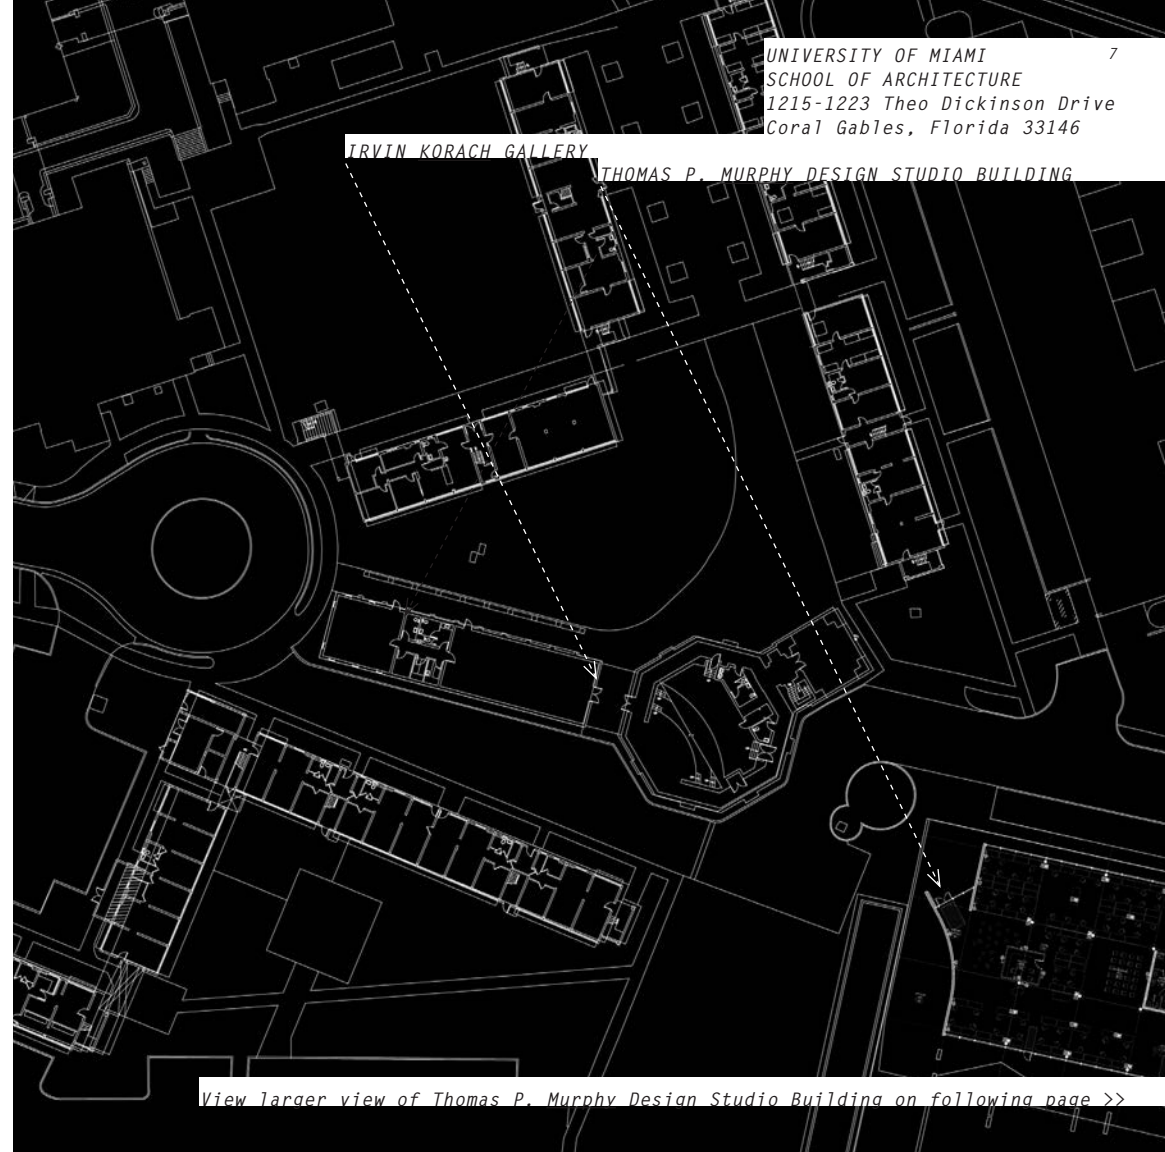 UNIVERSITY OF MIAMI 7
SCHOOL OF ARCHITECTURE
1215-1223 Theo Dickinson Drive
Coral Gables, Florida 33146
IRVIN KORACH GALLERY
THOMAS P. MURPHY DESIGN STUDIO BUILDING
View larger view of Thomas P. Murphy Design Studio Building on following page >>